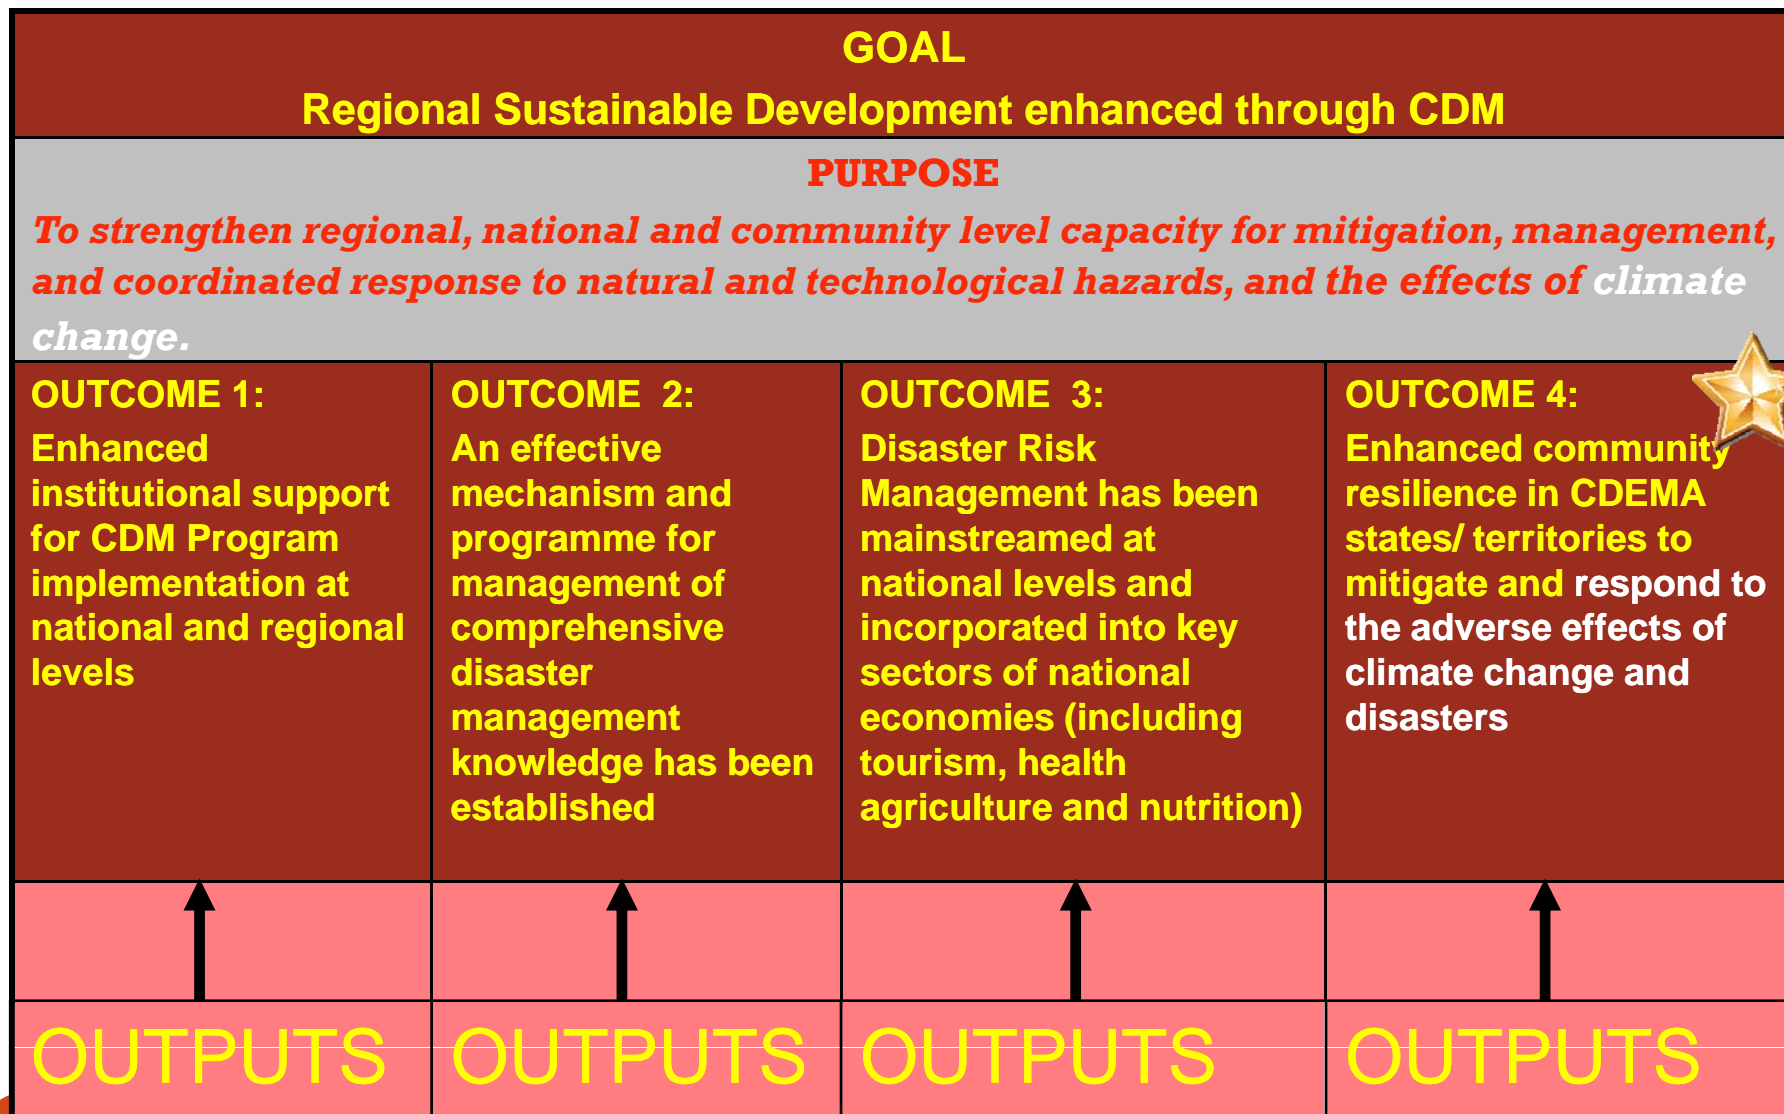 GOAL
Regional Sustainable Development enhanced through CDM
PURPOSE
To strengthen regional, national and community level capacity for mitigation, management,
and coordinated response to natural and technological hazards, and the effects of climate
change.
OUTCOME 1:
Enhanced
institutional support
for CDM Program
implementation at
national and regional
levels
OUTCOME 2:
An effective
mechanism and
programme for
management of
comprehensive
disaster
management
knowledge has been
established
OUTCOME 3:
Disaster Risk
Management has been
mainstreamed at
national levels and
incorporated into key
sectors of national
economies (including
tourism, health
agriculture and nutrition)
OUTCOME 4:
Enhanced community
resilience in CDEMA
states/ territories to
mitigate and respond to
the adverse effects of
climate change and
disasters
OUTPUTS
OUTPUTS
OUTPUTS
OUTPUTS